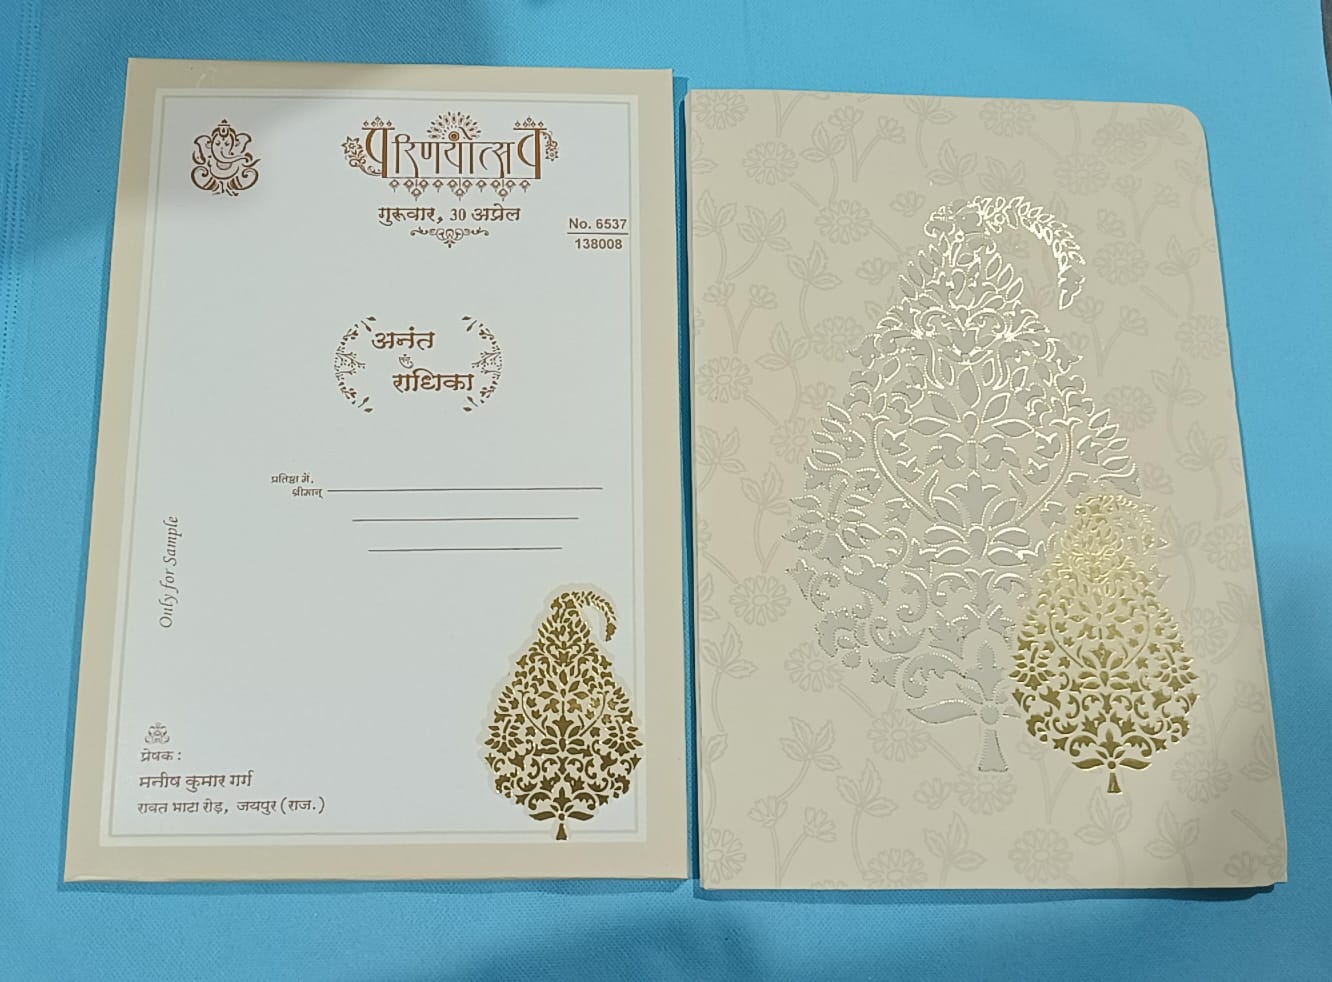 परिणयोत्सव
गुरूवार, 30 अप्रेल
No. 6537
138008
अनंत
राधिका
प्रतिष्ठा में,
श्रीमान्
Only for Sample
प्रेषक :
मनीष कुमार गर्ग
रावत भाटा रोड़, जयपुर (राज.)